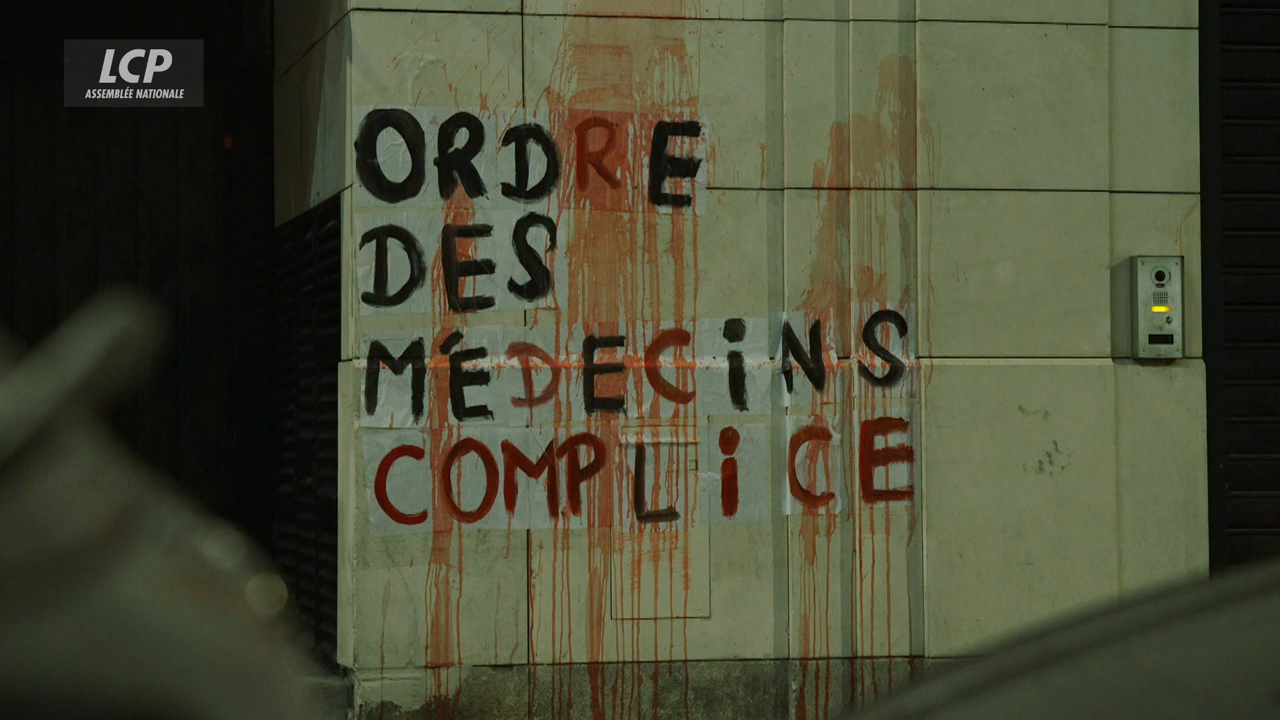 LCP
ASSEMBLÉE NATIONALE
ORDRE
DES
MÉDECiNS
COMPLiCE